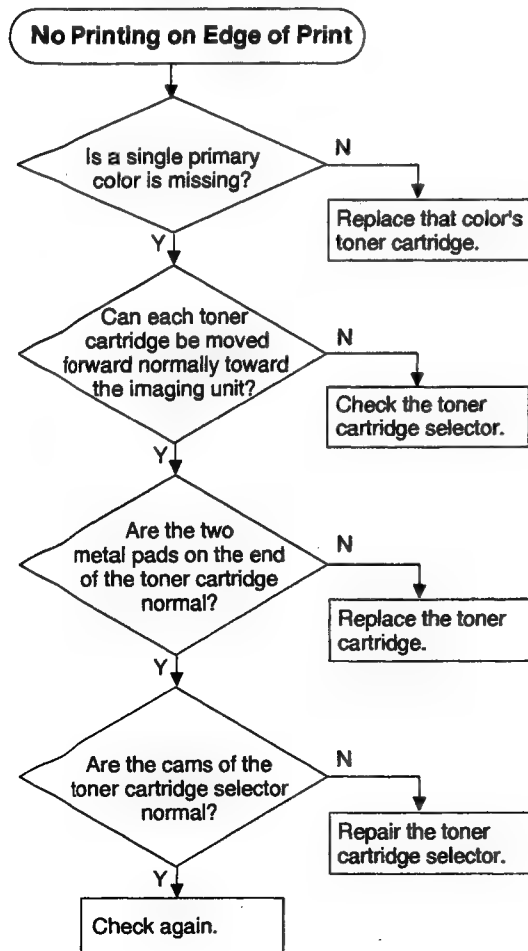 No Printing on Edge of Print
Is a single primary
color is missing?
N
Replace that color's
toner cartridge.
Y
Can each toner
cartridge be moved
forward normally toward
the imaging unit?
N
Check the toner
cartridge selector.
Y
Are the two
metal pads on the end
of the toner cartridge
normal?
N
Replace the toner
cartridge.
Y
Are the cams of the
toner cartridge selector
normal?
N
Repair the toner
cartridge selector.
Y
Check again.